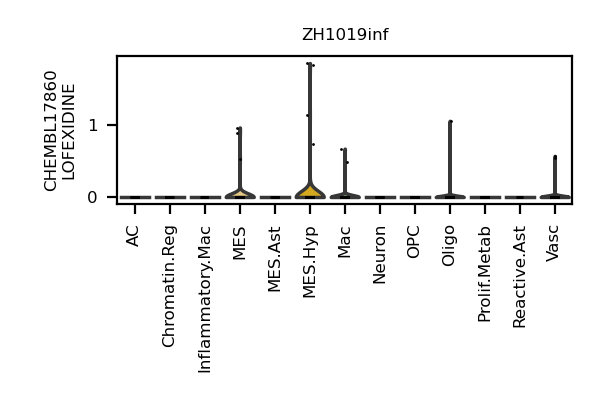 ZH1019inf
CHEMBL17860
LOFEXIDINE
1
0
AC
Chromatin.Reg
Inflammatory.Mac
MES
MES.Ast
MES.Hyp
Mac
Neuron
OPC
Oligo
Prolif.Metab
Reactive.Ast
Vasc